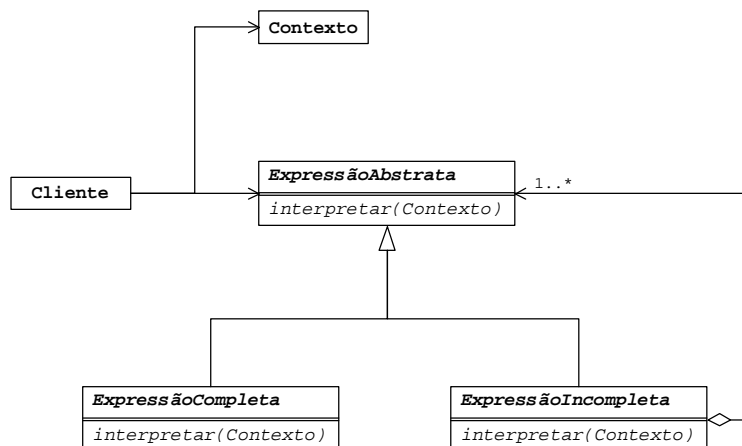 Contexto
ExpressãoAbstrata
1..*
Cliente
interpretar(Contexto)
ExpressãoCompleta
ExpressãoIncompleta
interpretar(Contexto)
interpretar(Contexto)